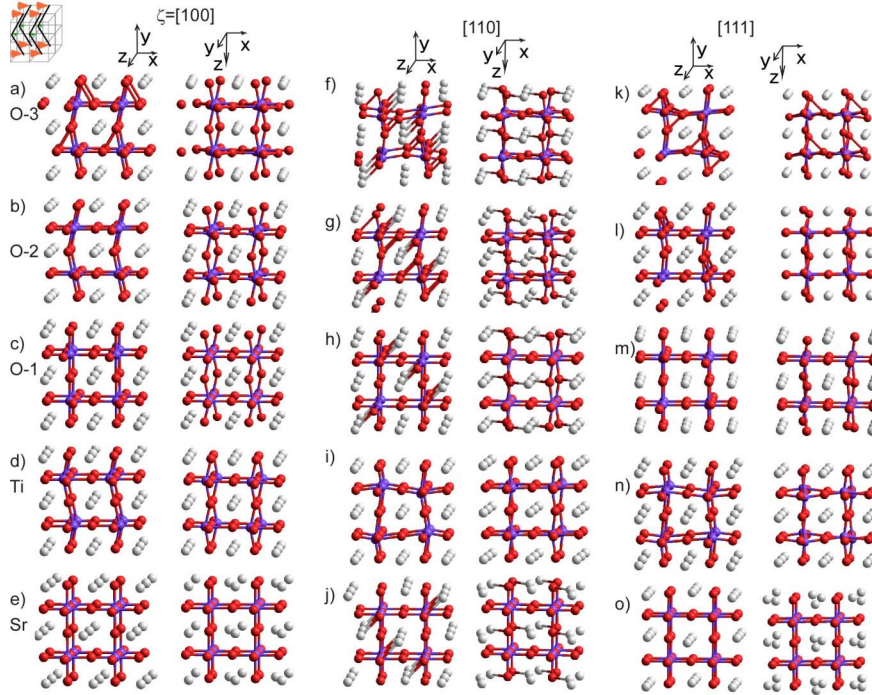 ζ=[100]
[110]
[111]
y
z x
y x
z
y
z x
y x
z
y
z x
y x
z
a)
O-3
f)
k)
b)
O-2
g)
l)
c)
O-1
h)
m)
d)
Ti
i)
n)
e)
Sr
j)
o)